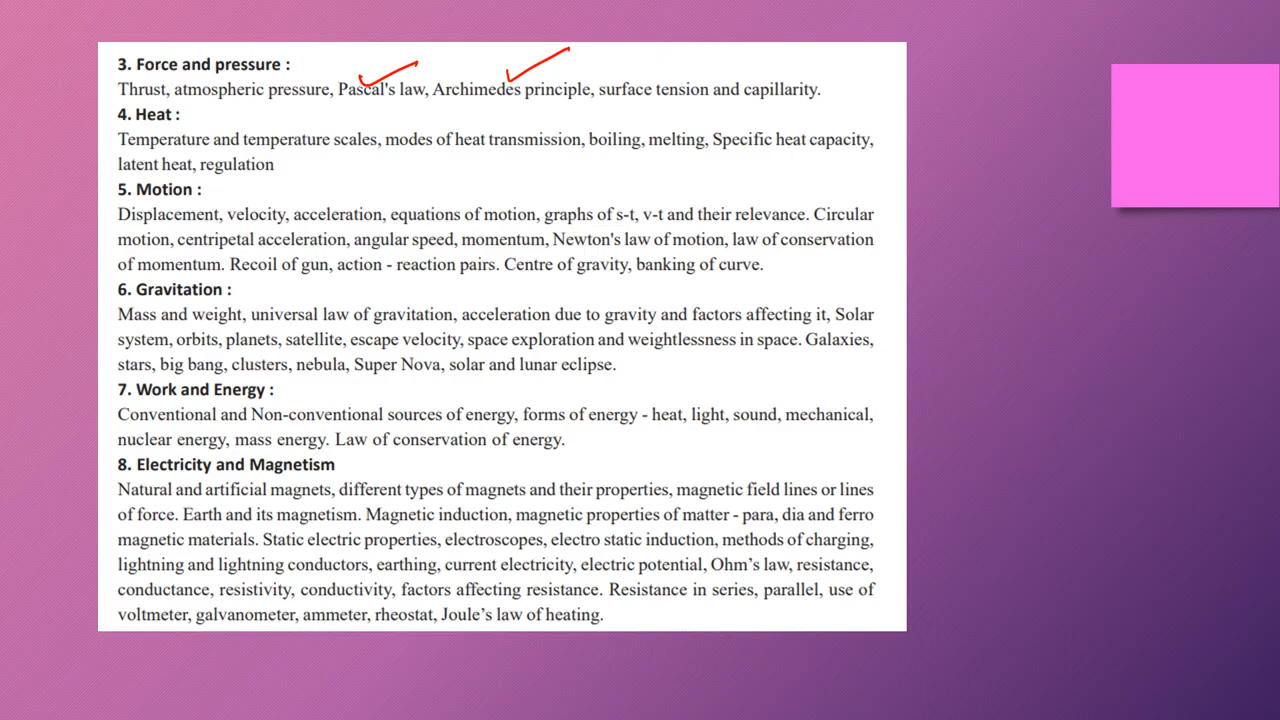 3. Force and pressure :
Thrust, atmospheric pressure, Pascal's law, Archimedes principle, surface tension and capillarity.
4. Heat :
Temperature and temperature scales, modes of heat transmission, boiling, melting, Specific heat capacity,
latent heat, regulation
5. Motion :
Displacement, velocity, acceleration, equations of motion, graphs of s-t, v-t and their relevance. Circular
motion, centripetal acceleration, angular speed, momentum, Newton's law of motion, law of conservation
of momentum. Recoil of gun, action - reaction pairs. Centre of gravity, banking of curve.
6. Gravitation :
Mass and weight, universal law of gravitation, acceleration due to gravity and factors affecting it, Solar
system, orbits, planets, satellite, escape velocity, space exploration and weightlessness in space. Galaxies,
stars, big bang, clusters, nebula, Super Nova, solar and lunar eclipse.
7. Work and Energy :
Conventional and Non-conventional sources of energy, forms of energy - heat, light, sound, mechanical,
nuclear energy, mass energy. Law of conservation of energy.
8. Electricity and Magnetism
Natural and artificial magnets, different types of magnets and their properties, magnetic field lines or lines
of force. Earth and its magnetism. Magnetic induction, magnetic properties of matter - para, dia and ferro
magnetic materials. Static electric properties, electroscopes, electro static induction, methods of charging,
lightning and lightning conductors, earthing, current electricity, electric potential, Ohm’s law, resistance,
conductance, resistivity, conductivity, factors affecting resistance. Resistance in series, parallel, use of
voltmeter, galvanometer, ammeter, rheostat, Joule’s law of heating.